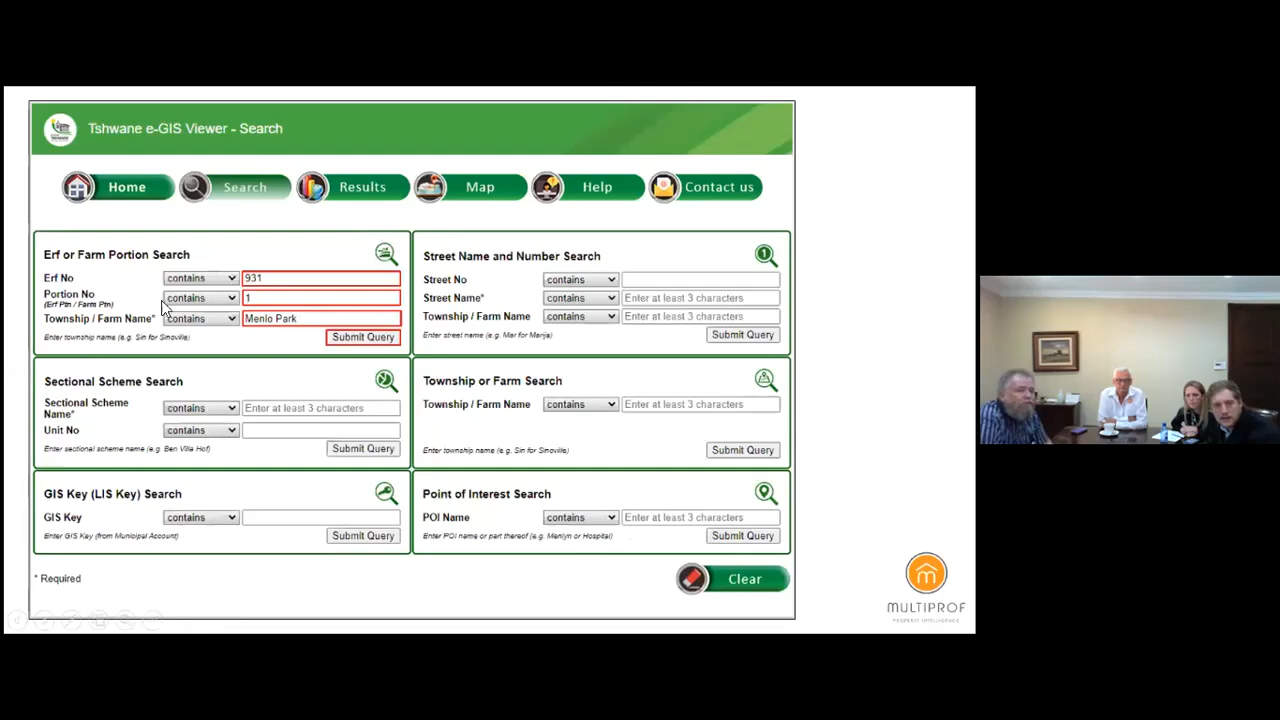 Tshwane e-GIS Viewer - Search
Home
Search
Results
Map
Help
Contact us
Erf or Farm Portion Search
Erf No
contains
931
Portion No
contains
1
(Erf Ptn / Farm Ptn)
Township / Farm Name*
contains
Menlo Park
Enter township name (e.g. Sin for Sinoville)
Submit Query
Street Name and Number Search
Street No
contains
Street Name*
contains
Enter at least 3 characters
Township / Farm Name
contains
Enter at least 3 characters
Enter street name (e.g. Mar for Marija)
Submit Query
Sectional Scheme Search
Sectional Scheme
Name*
contains
Enter at least 3 characters
Unit No
contains
Enter sectional scheme name (e.g. Ben Villa Hof)
Submit Query
Township or Farm Search
Township / Farm Name
contains
Enter at least 3 characters
Enter township name (e.g. Sin for Sinoville)
Submit Query
GIS Key (LIS Key) Search
GIS Key
contains
Enter GIS Key (from Municipal Account)
Submit Query
Point of Interest Search
POI Name
contains
Enter at least 3 characters
Enter POI name or part thereof (e.g. Menlyn or Hospital)
Submit Query
* Required
Clear
MULTIPROF
PROPERTY INTELLIGENCE